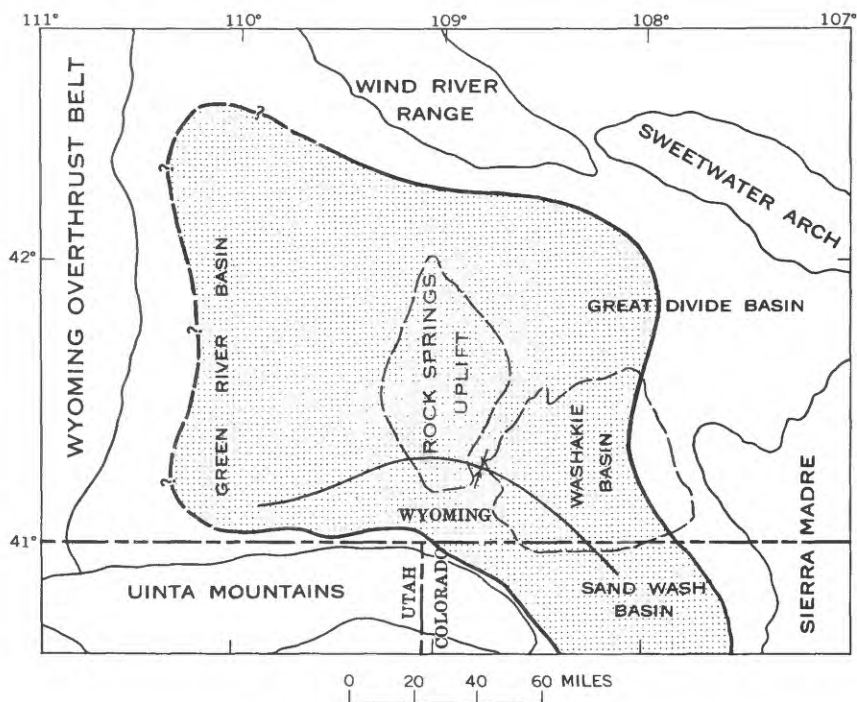 111° 110° 109° 108° 107°
WIND RIVER
RANGE
SWEETWATER ARCH
WYOMING OVERTHRUST BELT
?
?
42°
GREEN RIVER BASIN
ROCK SPRINGS
UPLIFT
GREAT DIVIDE BASIN
?
WASHAKIE
BASIN
?
WYOMING
SIERRA MADRE
41°
UINTA MOUNTAINS
UTAH
COLORADO
SAND WASH
BASIN
0 20 40 60 MILES